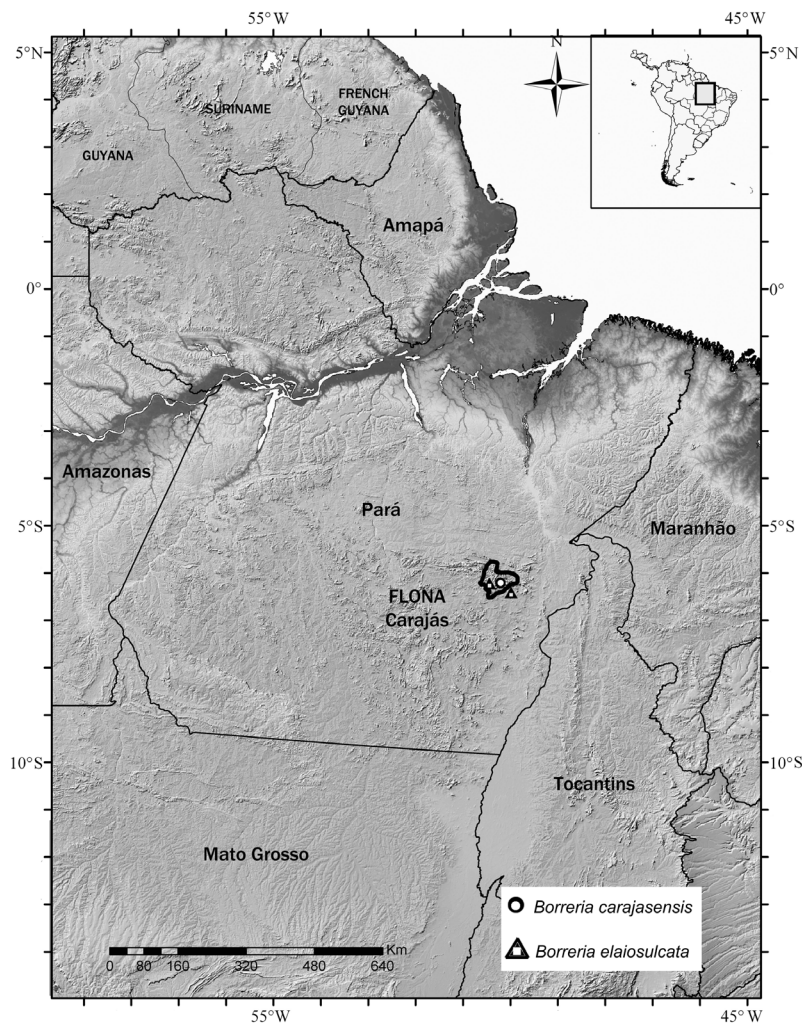 55°W 45°W
5°N N 5°N
FRENCH
SURINAME GUYANA
GUYANA
Amapá
0° 0°
Amazonas
Pará
5°S 5°S
Maranhão
FLONA
Carajás
10°S 10°S
Tocantins
Mato Grosso
Borreria carajasensis
Borreria elaiosulcata
Km
0 80 160 320 480 640
55°W 45°W